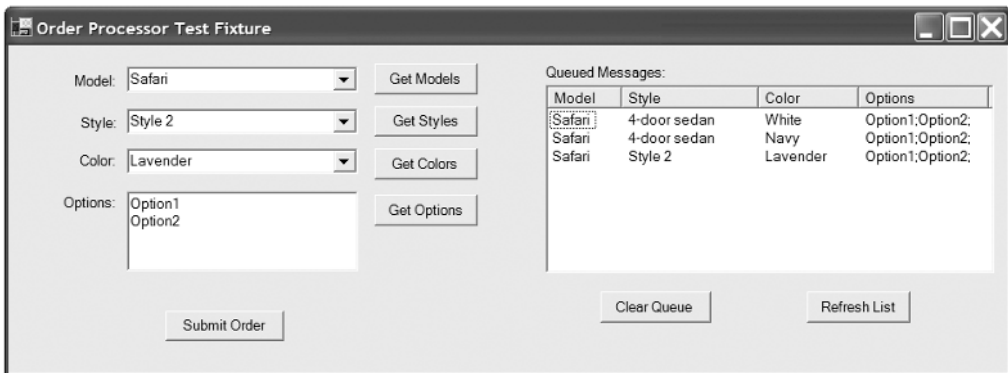 Order Processor Test Fixture
Model: Safari Get Models
Style: Style 2 Get Styles
Color: Lavender Get Colors
Options: Option1 Get Options
Option2
Submit Order
Queued Messages:
Model Style Color Options
Safari 4-door sedan White Option1;Option2;
Safari 4-door sedan Navy Option1;Option2;
Safari Style 2 Lavender Option1;Option2;
Clear Queue Refresh List